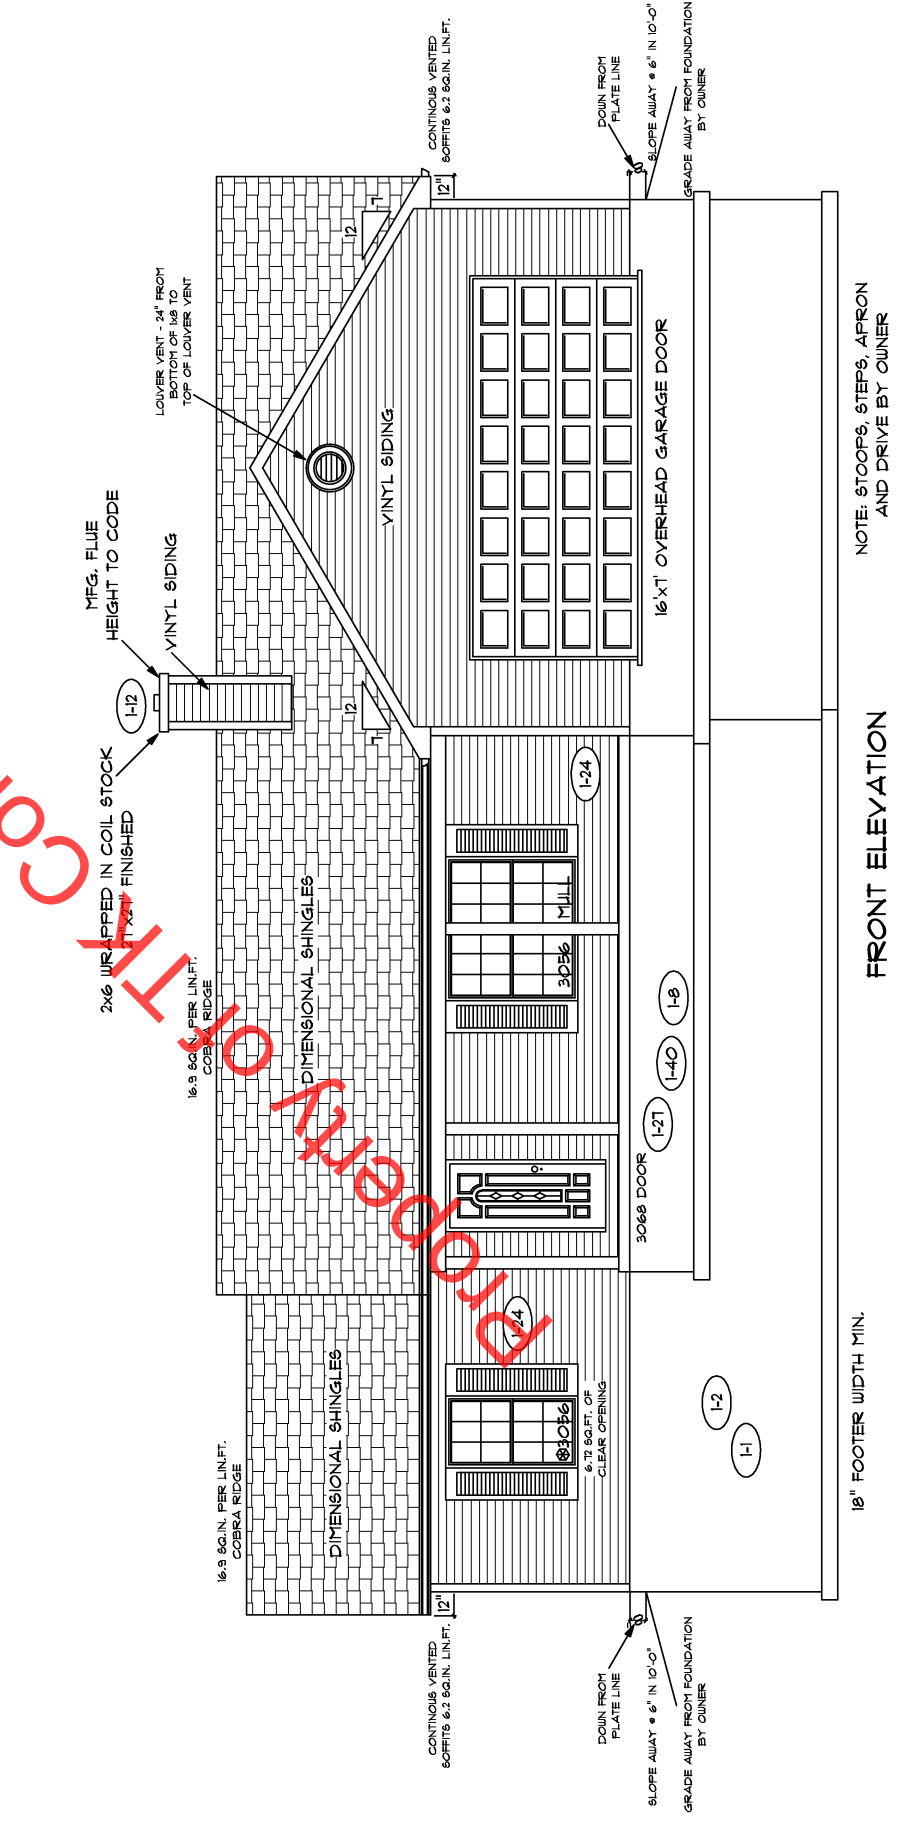 MFG. FLUE
HEIGHT TO CODE
VINYL SIDING
1-12
2x6 WRAPPED IN COIL STOCK
27"x27" FINISHED
LOUVER VENT - 24" FROM
BOTTOM OF 1x8 TO
TOP OF LOUVER VENT
16.9 SQ.IN. PER LIN.FT.
COBRA RIDGE
16.9 SQ.IN. PER LIN.FT.
COBRA RIDGE
DIMENSIONAL SHINGLES
DIMENSIONAL SHINGLES
12
7
12
7
VINYL SIDING
CONTINOUS VENTED
SOFFITS 6.2 SQ.IN. LIN.FT.
12"
CONTINOUS VENTED
SOFFITS 6.2 SQ.IN. LIN.FT.
12"
1-24
3056
6.72 SQ.FT. OF
CLEAR OPENING
3056 MULL
1-24
3068 DOOR
16'x7' OVERHEAD GARAGE DOOR
DOWN FROM
PLATE LINE
8"
SLOPE AWAY @ 6" IN 10'-0"
GRADE AWAY FROM FOUNDATION
BY OWNER
DOWN FROM
PLATE LINE
8"
SLOPE AWAY @ 6" IN 10'-0"
GRADE AWAY FROM FOUNDATION
BY OWNER
1-27
1-40
1-8
1-2
1-1
18" FOOTER WIDTH MIN.
FRONT ELEVATION
NOTE: STOOPS, STEPS, APRON
AND DRIVE BY OWNER
Property of TK Con